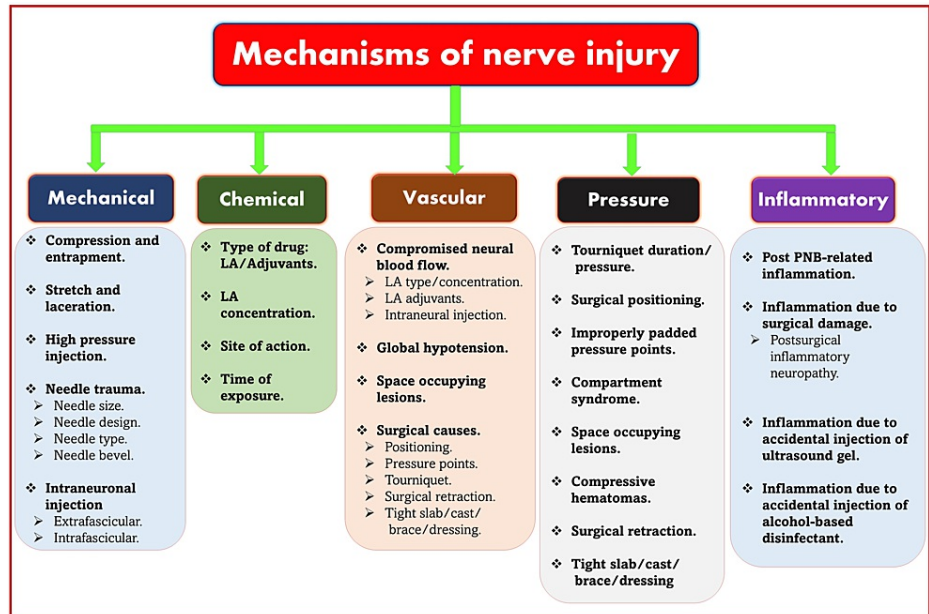 Mechanisms of nerve injury
Mechanical
❖ Compression and
entrapment.
❖ Stretch and
laceration.
❖ High pressure
injection.
❖ Needle trauma.
➢ Needle size.
➢ Needle design.
➢ Needle type.
➢ Needle bevel.
❖ Intraneuronal
injection
➢ Extrafascicular.
➢ Intrafascicular.
Chemical
❖ Type of drug:
LA/Adjuvants.
❖ LA
concentration.
❖ Site of action.
❖ Time of
exposure.
Vascular
❖ Compromised neural
blood flow.
➢ LA type/concentration.
➢ LA adjuvants.
➢ Intraneural injection.
❖ Global hypotension.
❖ Space occupying
lesions.
❖ Surgical causes.
➢ Positioning.
➢ Pressure points.
➢ Tourniquet.
➢ Surgical retraction.
➢ Tight slab/cast/
brace/dressing.
Pressure
❖ Tourniquet duration/
pressure.
❖ Surgical positioning.
❖ Improperly padded
pressure points.
❖ Compartment
syndrome.
❖ Space occupying
lesions.
❖ Compressive
hematomas.
❖ Surgical retraction.
❖ Tight slab/cast/
brace/dressing
Inflammatory
❖ Post PNB-related
inflammation.
❖ Inflammation due to
surgical damage.
➢ Postsurgical
inflammatory
neuropathy.
❖ Inflammation due to
accidental injection of
ultrasound gel.
❖ Inflammation due to
accidental injection of
alcohol-based
disinfectant.